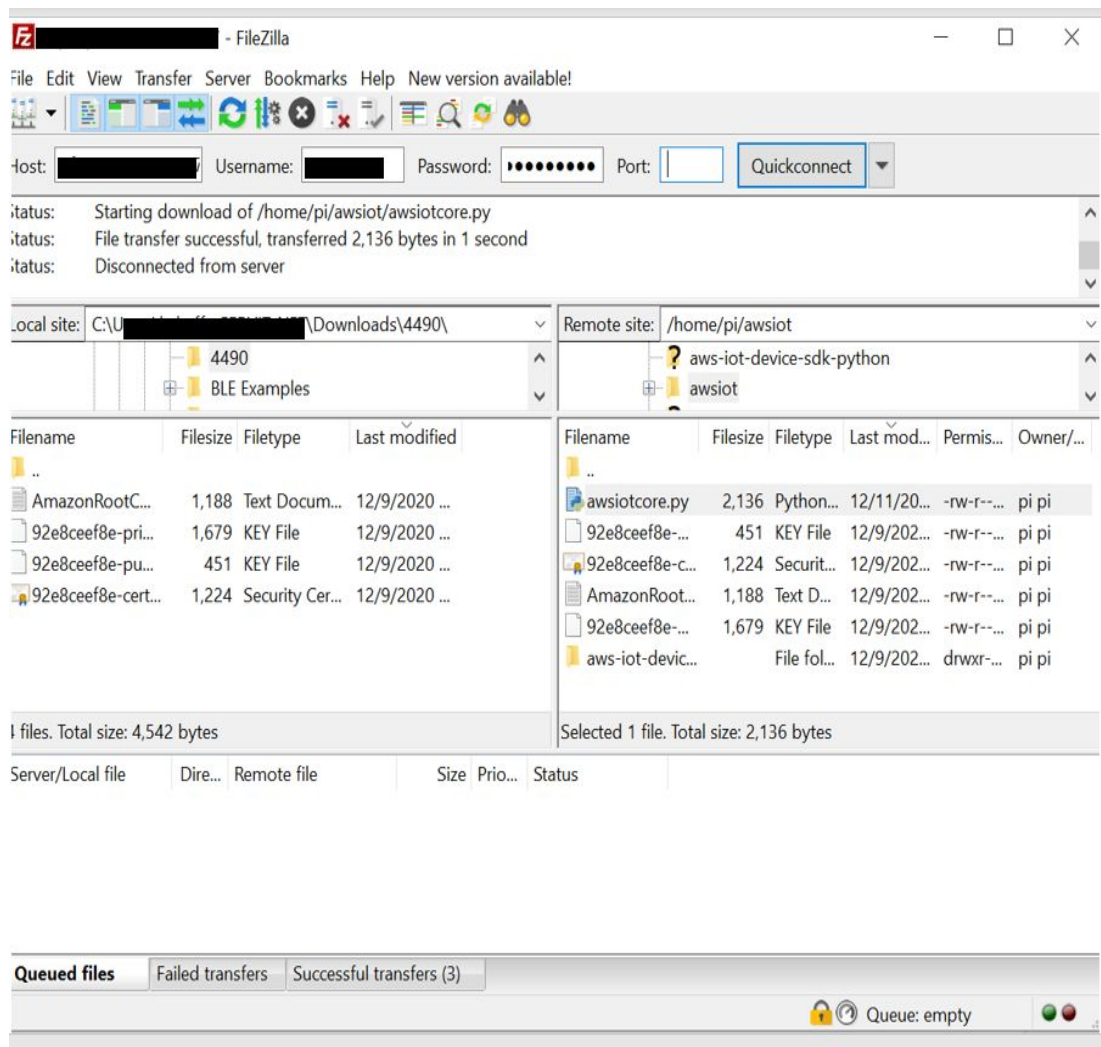 - FileZilla
File Edit View Transfer Server Bookmarks Help New version available!
Host: Username: Password: Port: Quickconnect
Status: Starting download of /home/pi/awsiot/awsiotcore.py
Status: File transfer successful, transferred 2,136 bytes in 1 second
Status: Disconnected from server
Local site: C:\U \Downloads\4490\
Remote site: /home/pi/awsiot
4490
BLE Examples
aws-iot-device-sdk-python
awsiot
Filename Filesize Filetype Last modified
..
AmazonRootC... 1,188 Text Docum... 12/9/2020 ...
92e8ceef8e-pri... 1,679 KEY File 12/9/2020 ...
92e8ceef8e-pu... 451 KEY File 12/9/2020 ...
92e8ceef8e-cert... 1,224 Security Cer... 12/9/2020 ...
4 files. Total size: 4,542 bytes
Filename Filesize Filetype Last mod... Permis... Owner/...
..
awsiotcore.py 2,136 Python... 12/11/20... -rw-r--... pi pi
92e8ceef8e-... 451 KEY File 12/9/202... -rw-r--... pi pi
92e8ceef8e-c... 1,224 Securit... 12/9/202... -rw-r--... pi pi
AmazonRoot... 1,188 Text D... 12/9/202... -rw-r--... pi pi
92e8ceef8e-... 1,679 KEY File 12/9/202... -rw-r--... pi pi
aws-iot-devic... File fol... 12/9/202... drwxr-... pi pi
Selected 1 file. Total size: 2,136 bytes
Server/Local file Dire... Remote file Size Prio... Status
Queued files Failed transfers Successful transfers (3)
Queue: empty